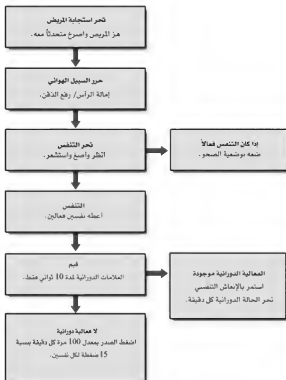 تحر استجابة المريض
هز المريض واصرخ متحدثاً معه.
حرر السبيل الهوائي
إمالة الرأس/ رفع الذقن.
تحر التنفس
انظر واصغ واستشعر.
إذا كان التنفس فعالاً
ضعه بوضعية الصحو.
التنفس
اعطه نفسين فعالين.
قيم
العلامات الدورانية لمدة 10 ثواني فقط.
الفعالية الدورانية موجودة
استمر بالإنعاش التنفسي
تحر الحالة الدورانية كل دقيقة.
لا فعالية دورانية
اضغط الصدر بمعدل 100 مرة كل دقيقة بنسبة
15 ضغطة لكل نفسين.